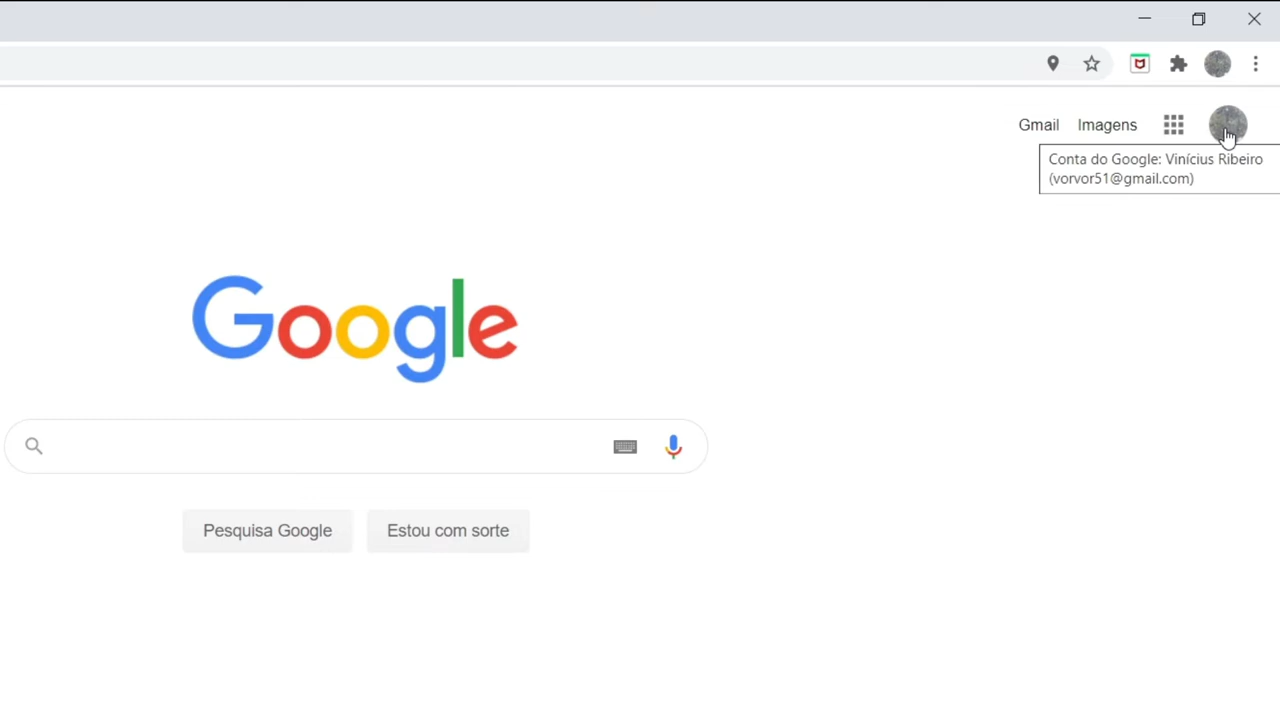 Gmail Imagens
Conta do Google: Vinícius Ribeiro
(vorvor51@gmail.com)
Google
Pesquisa Google Estou com sorte